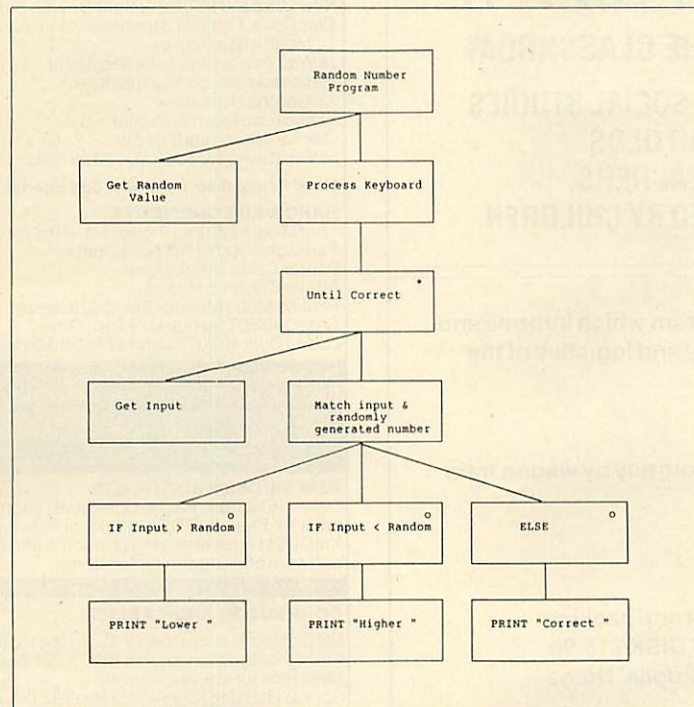 Random Number
Program
Get Random
Value
Process Keyboard
Until Correct *
Get Input
Match input &
randomly
generated number
o
IF Input > Random
o
IF Input < Random
o
ELSE
PRINT "Lower "
PRINT "Higher "
PRINT "Correct "